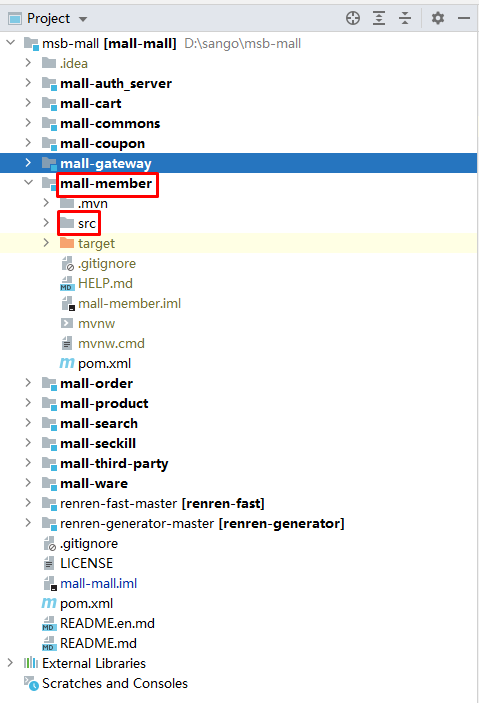 Project
msb-mall [mall-mall] D:\sango\msb-mall
.idea
mall-auth_server
mall-cart
mall-commons
mall-coupon
mall-gateway
mall-member
.mvn
src
target
.gitignore
HELP.md
mall-member.iml
mvnw
mvnw.cmd
pom.xml
mall-order
mall-product
mall-search
mall-seckill
mall-third-party
mall-ware
renren-fast-master [renren-fast]
renren-generator-master [renren-generator]
.gitignore
LICENSE
mall-mall.iml
pom.xml
README.en.md
README.md
External Libraries
Scratches and Consoles